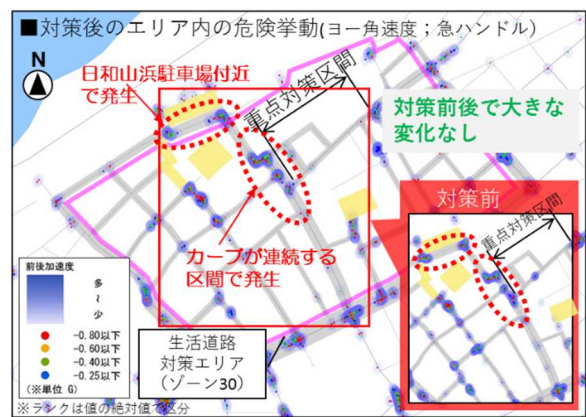 ■対策後のエリア内の危険挙動(ヨー角速度；急ハンドル)
N
日和山浜駐車場付近
で発生
重点対策区間
対策前後で大きな
変化なし
カーブが連続する
区間で発生
対策前
重点対策区間
前後加速度
多
～
少
-0.80以下
-0.60以下
-0.40以下
-0.25以下
(※単位 G)
※ランクは値の絶対値で区分
生活道路
対策エリア
(ゾーン30)